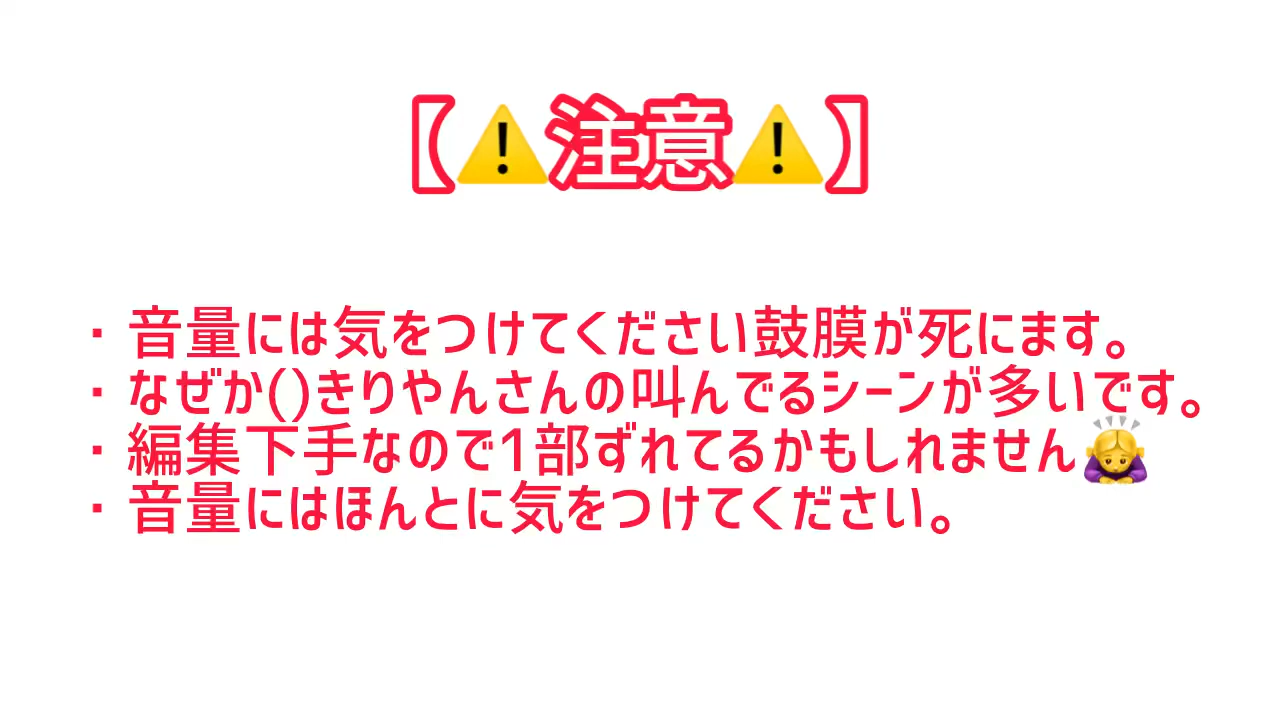 【⚠️注意⚠️】
・音量には気をつけてください鼓膜が死にます。
・なぜか()きりやんさんの叫んでるシーンが多いです。
・編集下手なので1部ずれてるかもしれません🙇‍♀️
・音量にはほんとに気をつけてください。